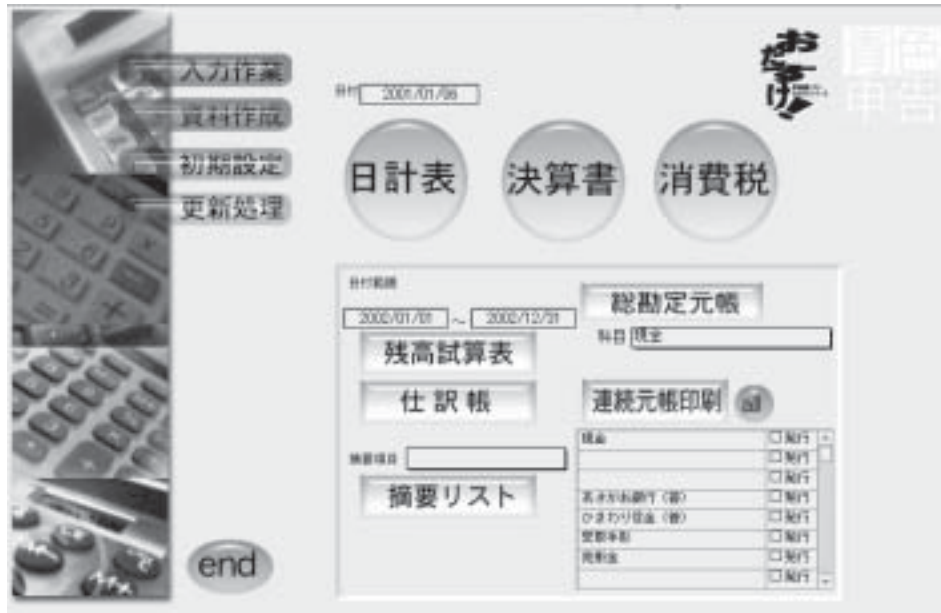 入力作業
資料作成
初期設定
更新処理
日付 2001/01/06
おたすけ!
申告
日計表
決算書
消費税
日付範囲
2002/01/01 ~ 2002/12/31
残高試算表
仕訳帳
摘要項目
摘要リスト
総勘定元帳
科目 現金
連続元帳印刷
現金 □発行
□発行
□発行
あさがお銀行(普) □発行
ひまわり信金(普) □発行
受取手形 □発行
売掛金 □発行
□発行
end